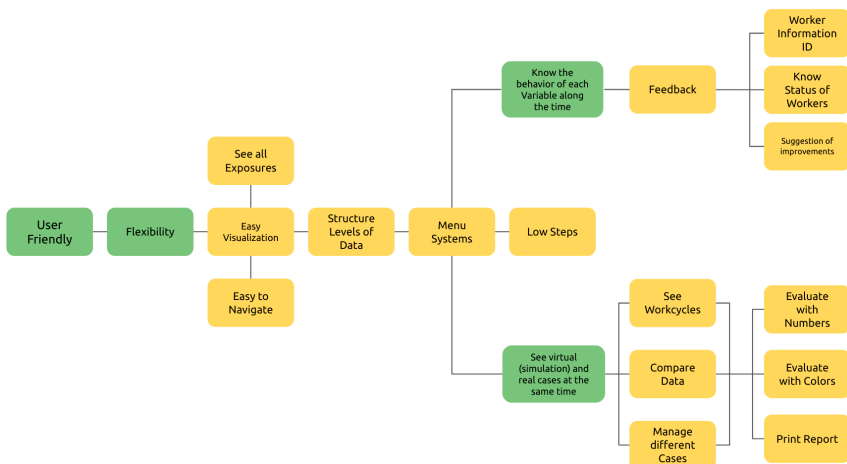 Worker
Information
ID
Know the
behavior of each
Variable along
the time
Feedback
Know
Status of
Workers
Suggestion of
improvements
See all
Exposures
User
Friendly
Flexibility
Easy
Visualization
Structure
Levels of
Data
Menu
Systems
Low Steps
Easy to
Navigate
See
Workcycles
Evaluate
with
Numbers
See virtual
(simulation) and
real cases at the
same time
Compare
Data
Evaluate
with Colors
Manage
different
Cases
Print Report